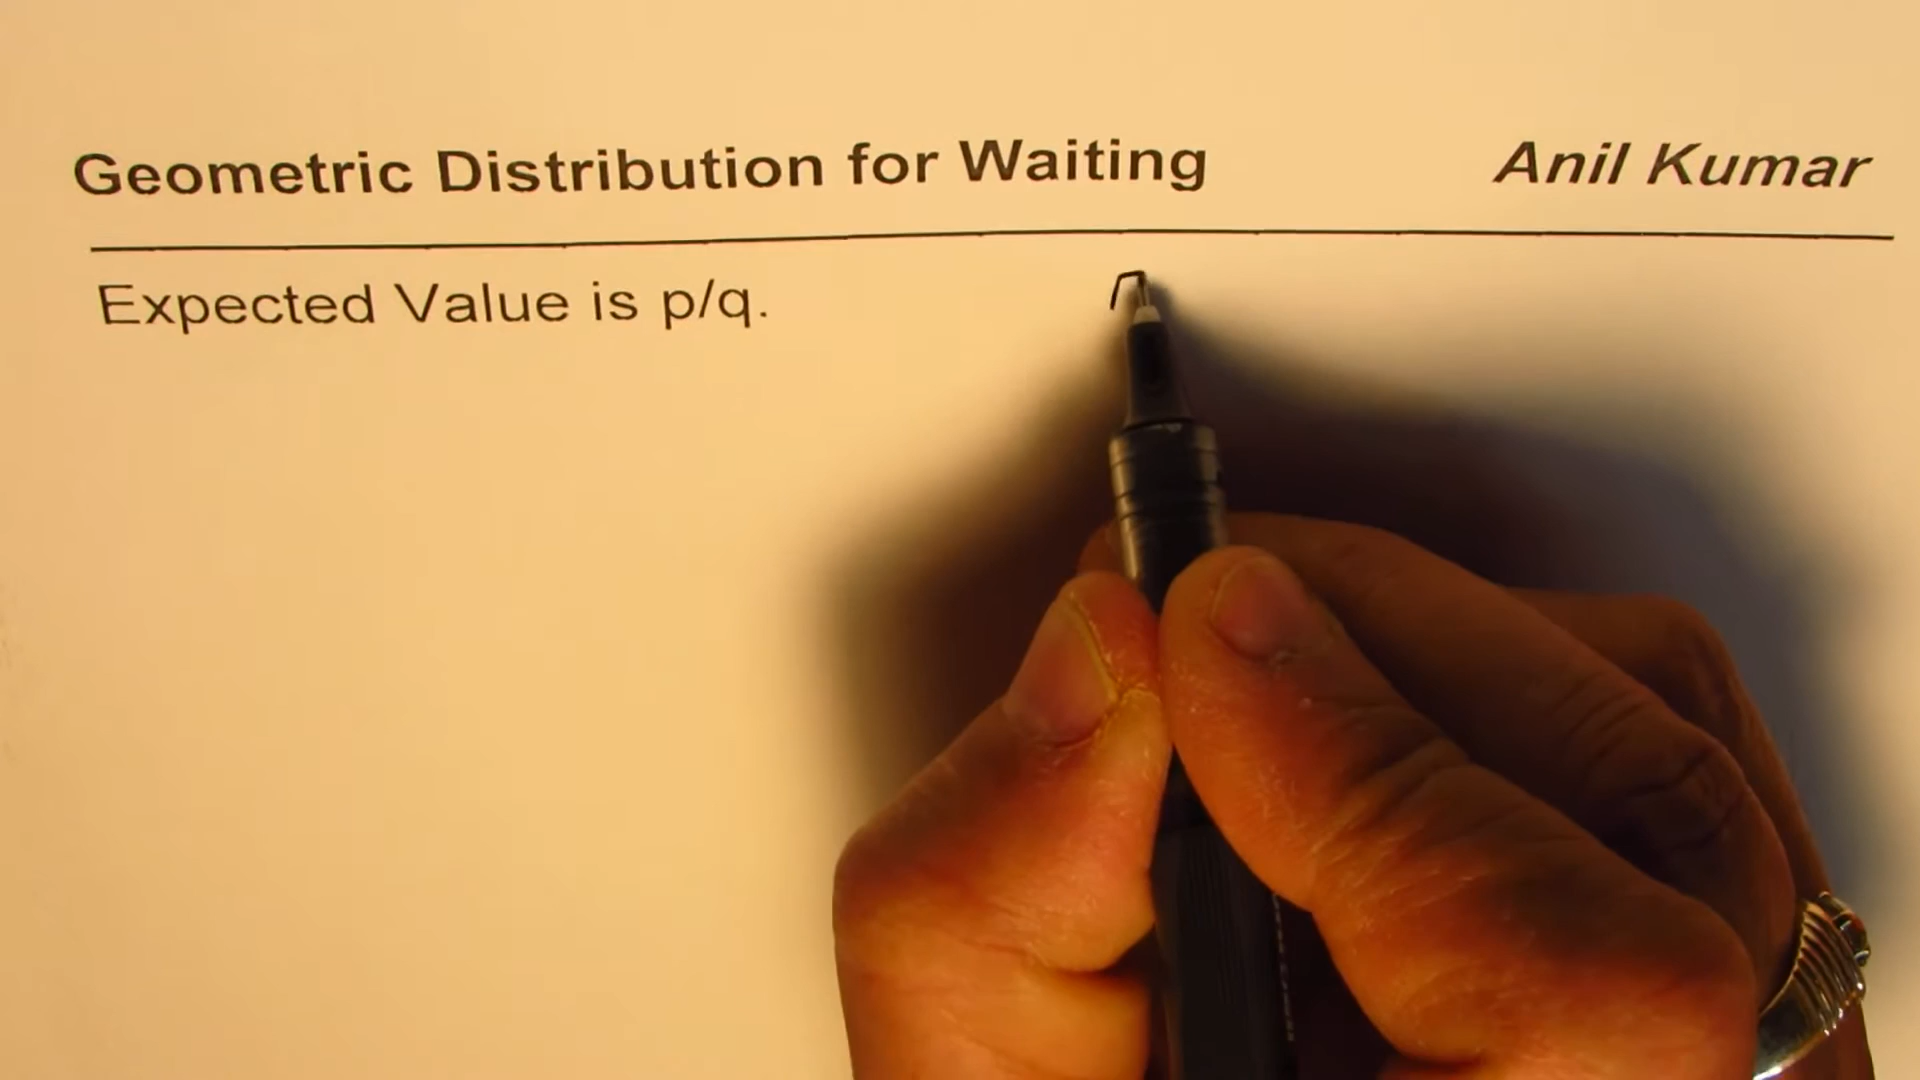 Geometric Distribution for Waiting Anil Kumar
Expected Value is p/q.